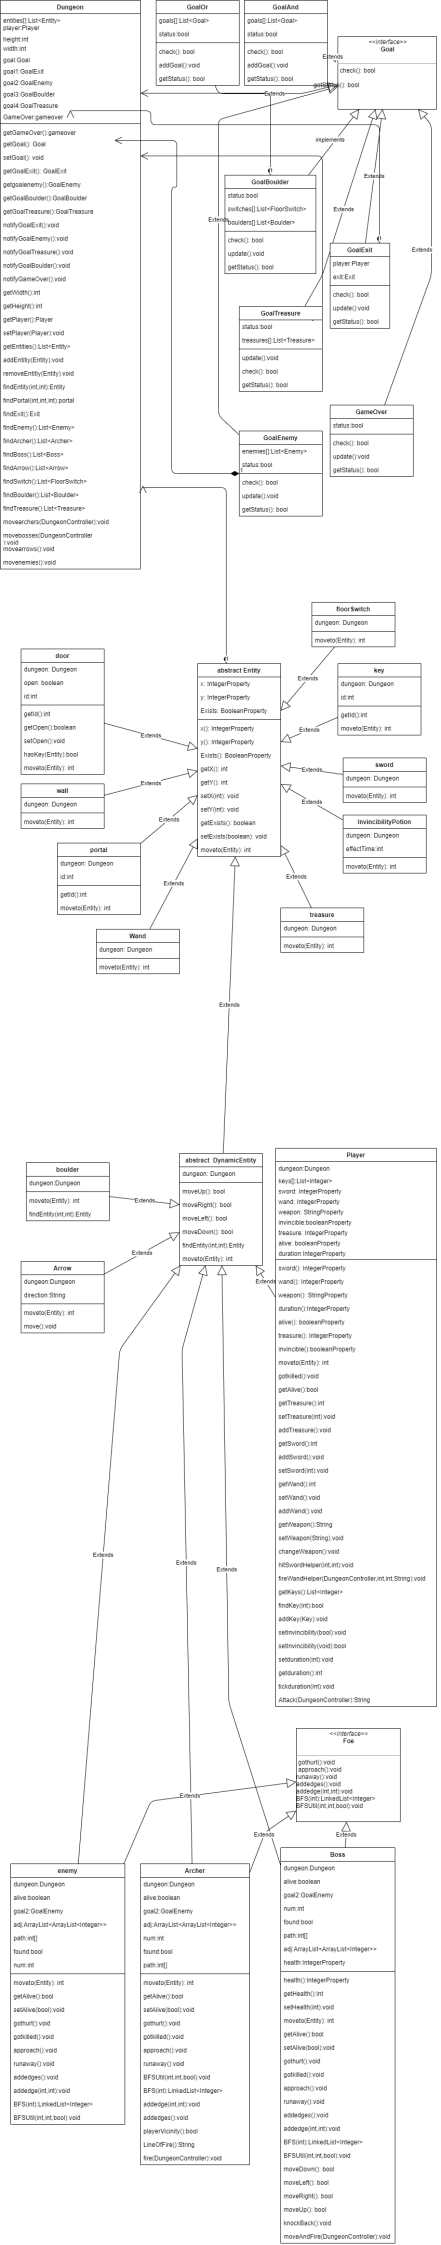 Dungeon
entities[]:List<Entity>
player:Player
height:int
width:int
goal:Goal
goal1:GoalExit
goal2:GoalEnemy
goal3:GoalBoulder
goal4:GoalTreasure
GameOver:gameover
getGameOver():gameover
getGoal(): Goal
setGoal(): void
getGoalExit(): GoalExit
getgoalenemy():GoalEnemy
getGoalBoulder():GoalBoulder
getGoalTreasure():GoalTreasure
notifyGoalExit():void
notifyGoalEnemy():void
notifyGoalTreasure():void
notifyGoalBoulder():void
notifyGameOver():void
getWidth():int
getHeight():int
getPlayer():Player
setPlayer(Player):void
getEntities():List<Entity>
addEntitiy(Entity):void
removeEntity(Entity):void
findEntity(int,int):Entity
findPortal(int,int,int):portal
findExit():Exit
findEnemy():List<Enemy>
findArcher():List<Archer>
findBoss():List<Boss>
findArrow():List<Arrow>
findSwitch():List<FloorSwitch>
findBoulder():List<Boulder>
findTreasure():List<Treasure>
movearchers(DungeonController):void
movebosses(DungeonController
):void
movearrows():void
movenemies():void
GoalOr
goals[]:List<Goal>
status:bool
check(): bool
addGoal():void
getStatus(): bool
GoalAnd
goals[]:List<Goal>
status:bool
check(): bool
addGoal():void
getStatus(): bool
<<interface>>
Goal
check(): bool
getStatus(): bool
Extends
Extends
implements
Extends
Extends
Extends
Extends
1
1
1
GoalBoulder
status:bool
switches[]:List<FloorSwitch>
boulders[]:List<Boulder>
check(): bool
update():void
getStatus(): bool
GoalExit
player:Player
exit:Exit
check(): bool
update():void
getStatus(): bool
GoalTreasure
status:bool
treasures[]:List<Treasure>
update():void
check(): bool
getStatus(): bool
GameOver
status:bool
check(): bool
update():void
getStatus(): bool
GoalEnemy
enemies[]:List<Enemy>
status:bool
check(): bool
update():void
getStatus(): bool
floorSwitch
dungeon: Dungeon
moveto(Entity): int
Extends
door
dungeon: Dungeon
open: boolean
id:int
getId():int
getOpen():boolean
setOpen():void
hasKey(Entity):bool
moveto(Entity): int
Extends
1
abstract Entity
x: IntegerProperty
y: IntegerProperty
Exists: BooleanProperty
x(): IntegerProperty
y(): IntegerProperty
Exists(): BooleanProperty
getX(): int
getY(): int
setX(int): void
setY(int): void
getExists(): boolean
setExists(boolean): void
moveto(Entity): int
key
dungeon: Dungeon
id:int
getId():int
moveto(Entity): int
Extends
sword
dungeon: Dungeon
moveto(Entity): int
Extends
wall
dungeon: Dungeon
moveto(Entity): int
Extends
InvincibilityPotion
dungeon: Dungeon
effectTime:int
moveto(Entity): int
Extends
portal
dungeon: Dungeon
id:int
getId():int
moveto(Entity): int
Extends
Wand
dungeon: Dungeon
moveto(Entity): int
Extends
treasure
dungeon: Dungeon
moveto(Entity): int
Extends
Extends
boulder
dungeon:Dungeon
moveto(Entity): int
findEntity(int,int):Entity
Extends
abstract DynamicEntity
dungeon: Dungeon
moveUp(): bool
moveRight(): bool
moveLeft(): bool
moveDown(): bool
findEntity(int,int):Entity
moveto(Entity): int
Arrow
dungeon:Dungeon
direction:String
moveto(Entity): int
move():void
Extends
Extends
Player
dungeon:Dungeon
keys[]:List<integer>
sword: IntegerProperty
wand: IntegerProperty
weapon: StringProperty
invincible:booleanProperty
treasure: IntegerProperty
alive: booleanProperty
duration:IntegerProperty
sword(): IntegerProperty
wand(): IntegerProperty
weapon(): StringProperty
duration():IntegerProperty
alive(): booleanProperty
treasure(): IntegerProperty
invincible():booleanProperty
moveto(Entity): int
gotkilled():void
getAlive():bool
getTreasure():int
setTreasure(int):void
addTreasure():void
getSword():int
addSword():void
setSword(int):void
getWand():int
setWand():void
addWand():void
getWeapon():String
setWeapon(String):void
changeWeapon():void
hitSwordHelper(int,int):void
fireWandHelper(DungeonController,int,int,String):void
getKeys():List<Integer>
findKey(int):bool
addKey(Key):void
setInvincibility(bool):void
setInvincibility(void):bool
setduration(int):void
getduration():int
tickduration(int):void
Attack(DungeonController):String
Extends
Extends
Extends
<<interface>>
Foe
gothurt():void
approach():void
runaway():void
addedges():void
addedge(int,int):void
BFS(int):LinkedList<Integer>
BFSUtil(int,int,bool):void
Extends
Extends
Extends
enemy
dungeon:Dungeon
alive:boolean
goal2:GoalEnemy
adj:ArrayList<ArrayList<Integer>>
path:int[]
found:bool
num:int
moveto(Entity): int
getAlive():bool
setAlive(bool):void
gothurt():void
gotkilled():void
approach():void
runaway():void
addedges():void
addedge(int,int):void
BFS(int):LinkedList<Integer>
BFSUtil(int,int,bool):void
Archer
dungeon:Dungeon
alive:boolean
goal2:GoalEnemy
adj:ArrayList<ArrayList<Integer>>
num:int
found:bool
path:int[]
moveto(Entity): int
getAlive():bool
setAlive(bool):void
gothurt():void
gotkilled():void
approach():void
runaway():void
BFSUtil(int,int,bool):void
BFS(int):LinkedList<Integer>
addedge(int,int):void
addedges():void
playerVicinity():bool
LineOfFire():String
fire(DungeonController):void
Boss
dungeon:Dungeon
alive:boolean
goal2:GoalEnemy
num:int
found:bool
path:int[]
adj:ArrayList<ArrayList<Integer>>
health:IntegerProperty
health():IntegerProperty
getHealth():int
setHealth(int):void
moveto(Entity): int
getAlive():bool
setAlive(bool):void
gothurt():void
gotkilled():void
approach():void
runaway():void
addedges():void
addedge(int,int):void
BFS(int):LinkedList<Integer>
BFSUtil(int,int,bool):void
moveDown(): bool
moveLeft(): bool
moveRight(): bool
moveUp(): bool
knockBack():void
moveAndFire(DungeonController):void